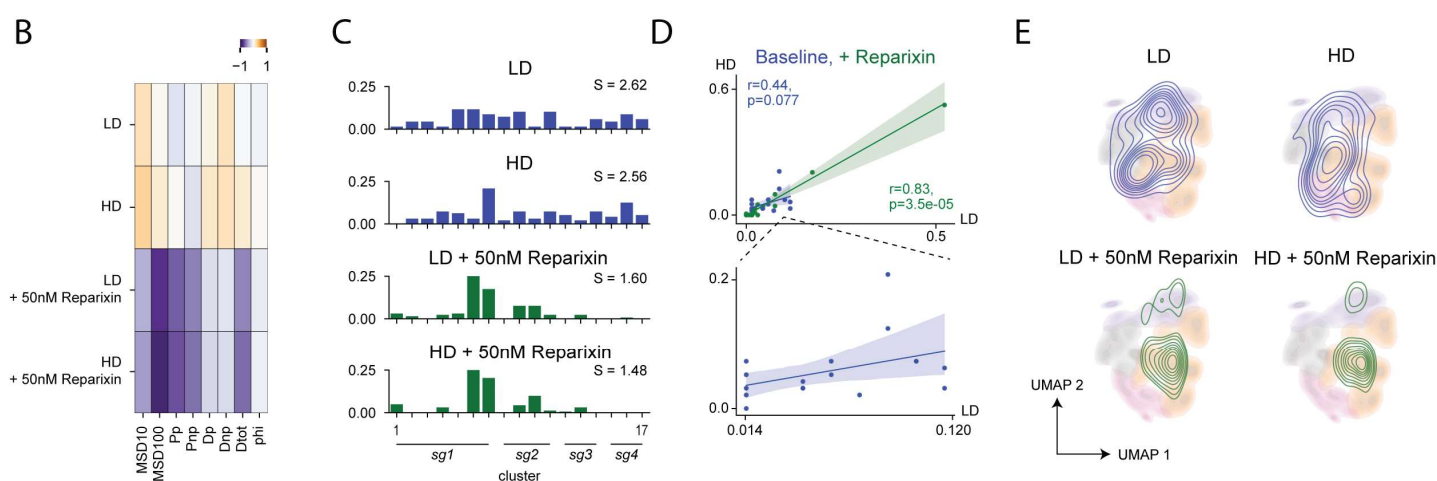 B
−1
1
LD
HD
LD
+ 50nM Reparixin
HD
+ 50nM Reparixin
MSD10
MSD100
Pp
Pnp
Dp
Dnp
Dtot
phi
C
LD
S = 2.62
0.25
0.00
HD
S = 2.56
0.25
0.00
LD + 50nM Reparixin
S = 1.60
0.25
0.00
HD + 50nM Reparixin
S = 1.48
0.25
0.00
1
17
sg1
sg2
sg3
sg4
cluster
D
Baseline, + Reparixin
HD
0.6
0.0
r=0.44,
p=0.077
r=0.83,
p=3.5e-05
LD
0.0
0.5
0.2
0.0
LD
0.014
0.120
E
LD
HD
LD + 50nM Reparixin
HD + 50nM Reparixin
UMAP 2
UMAP 1